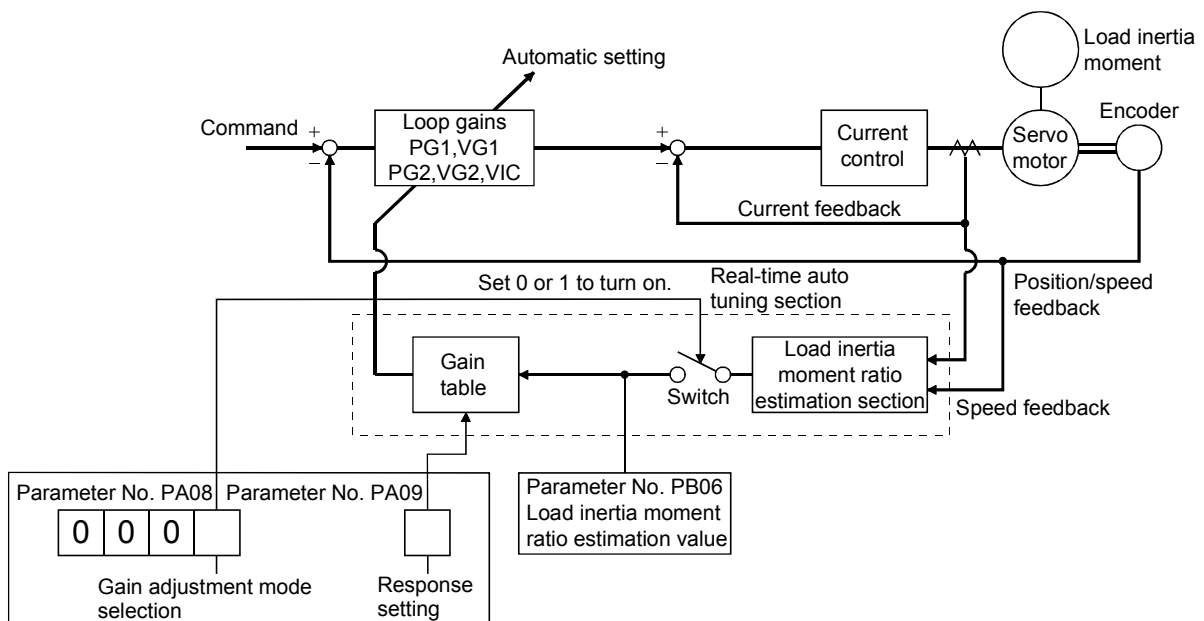 Automatic setting
Load inertia
moment
Command
+
−
Loop gains
PG1,VG1
PG2,VG2,VIC
+
−
Current
control
Servo
motor
Encoder
Current feedback
Set 0 or 1 to turn on.
Real-time auto
tuning section
Position/speed
feedback
Gain
table
Switch
Load inertia
moment ratio
estimation section
Speed feedback
Parameter No. PA08
Parameter No. PA09
0 0 0
Gain adjustment mode
selection
Response
setting
Parameter No. PB06
Load inertia moment
ratio estimation value